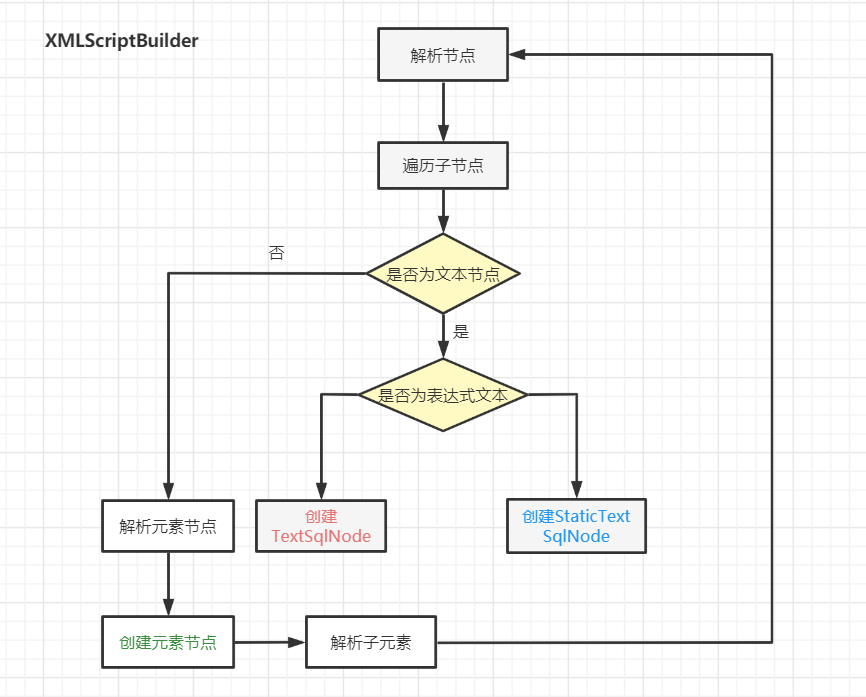 XMLScriptBuilder
解析节点
遍历子节点
否
是否为文本节点
是
是否为表达式文本
解析元素节点
创建
TextSqlNode
创建StaticText
SqlNode
创建元素节点
解析子元素